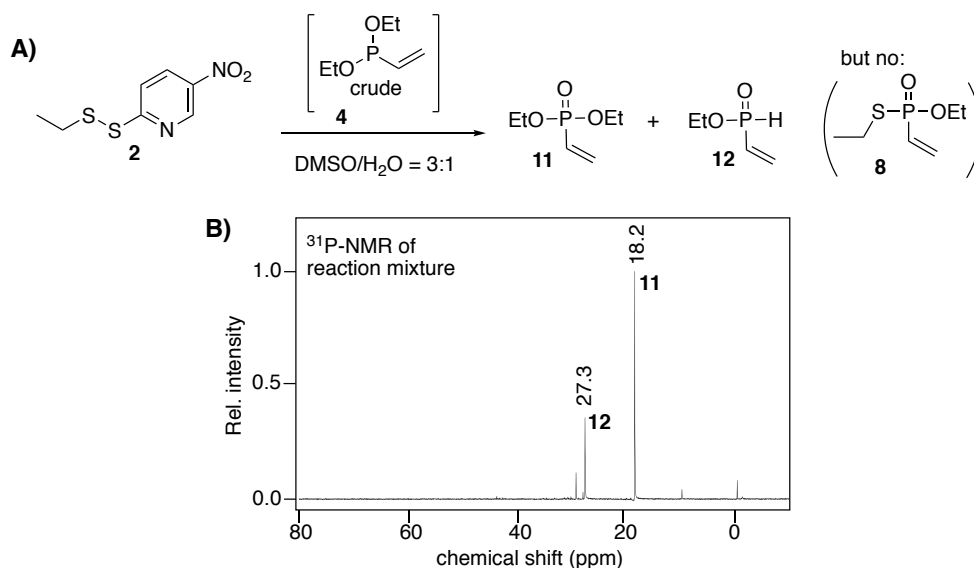 A)
NO₂
N
S
S
2
OEt
P
EtO
crude
4
DMSO/H₂O = 3:1
O
EtO P OEt
11
+
O
EtO P H
12
but no:
O
S P OEt
8
B)
³¹P-NMR of
reaction mixture
18.2
11
27.3
12
1.0
0.5
0.0
Rel. intensity
80 60 40 20 0
chemical shift (ppm)